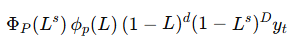 Φ_P(L^s) ϕ_p(L) (1 − L)^d (1 − L^s)^D y_t